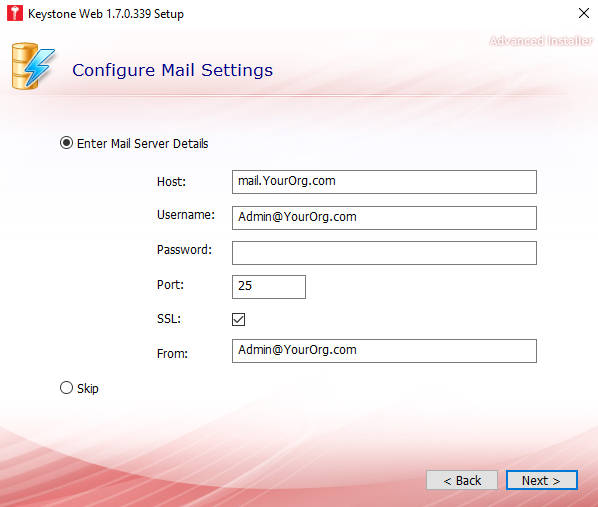 Keystone Web 1.7.0.339 Setup
Advanced Installer
Configure Mail Settings
Enter Mail Server Details
Host: mail.YourOrg.com
Username: Admin@YourOrg.com
Password:
Port: 25
SSL:
From: Admin@YourOrg.com
Skip
< Back Next >